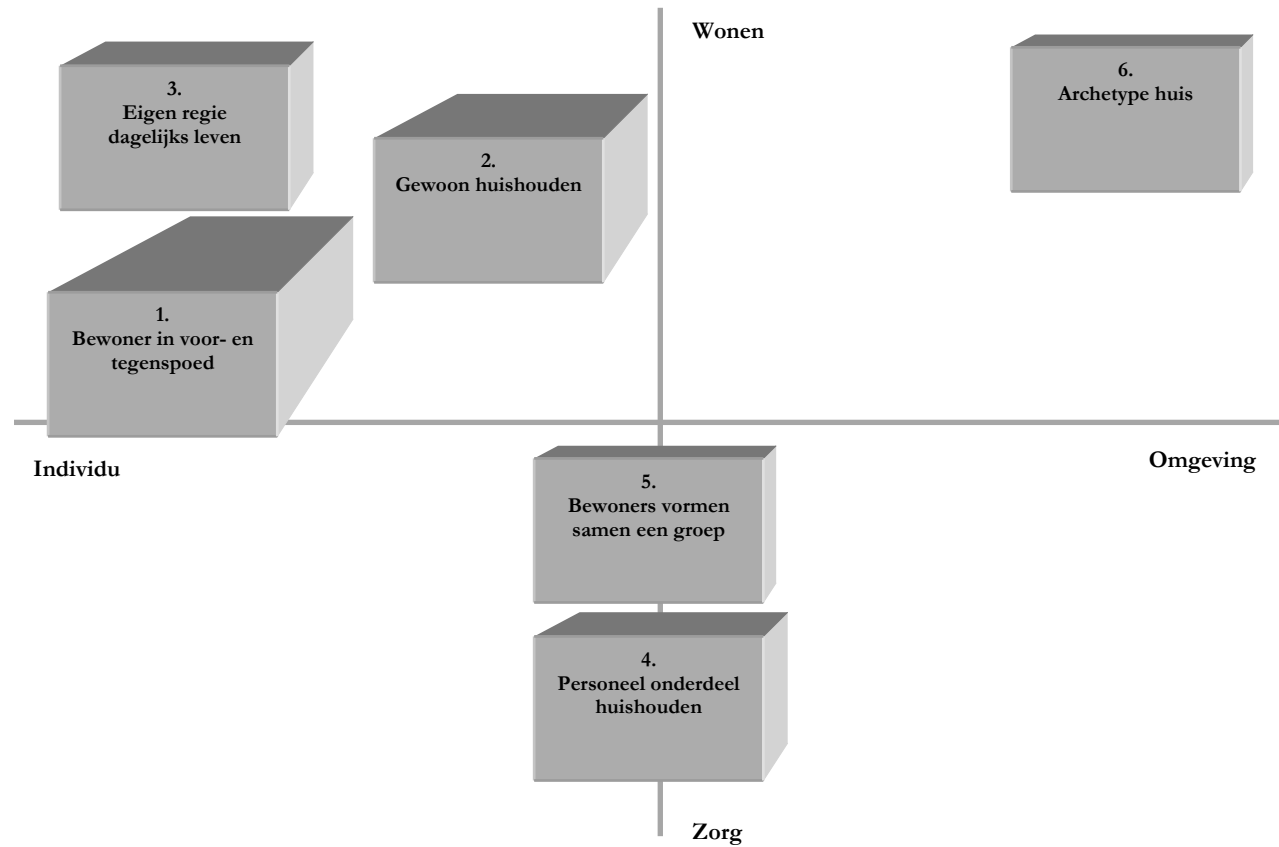 Wonen
3.
Eigen regie
dagelijks leven
6.
Archetype huis
2.
Gewoon huishouden
1.
Bewoner in voor- en
tegenspoed
Individu
Omgeving
5.
Bewoners vormen
samen een groep
4.
Personeel onderdeel
huishouden
Zorg